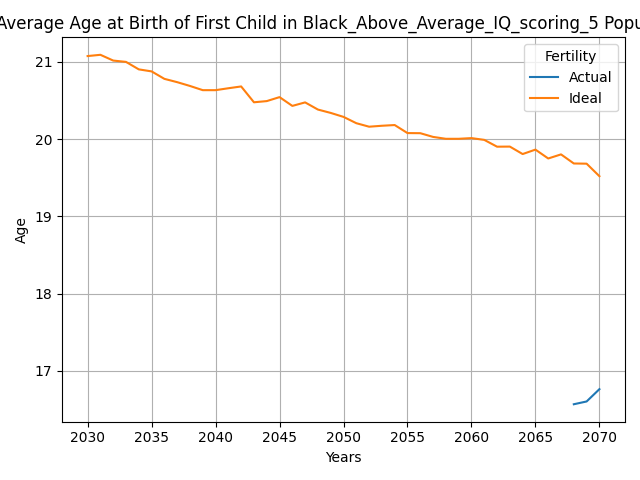 Average Age at Birth of First Child in Black_Above_Average_IQ_scoring_5 Popu
Fertility
Actual
Ideal
21
20
19
18
17
Age
2030 2035 2040 2045 2050 2055 2060 2065 2070
Years